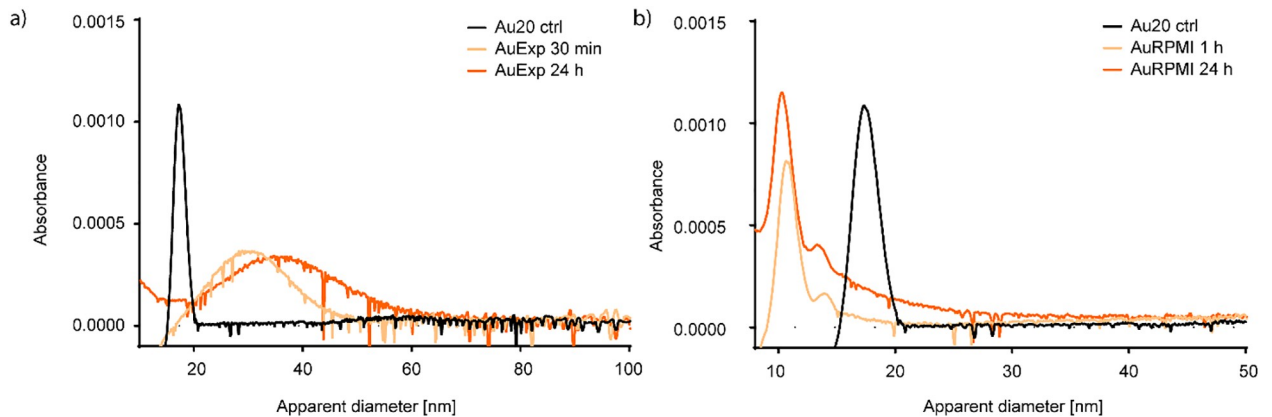 a)
Au20 ctrl
AuExp 30 min
AuExp 24 h
0.0015
0.0010
0.0005
0.0000
Absorbance
20 40 60 80 100
Apparent diameter [nm]
b)
Au20 ctrl
AuRPMI 1 h
AuRPMI 24 h
0.0015
0.0010
0.0005
0.0000
Absorbance
10 20 30 40 50
Apparent diameter [nm]